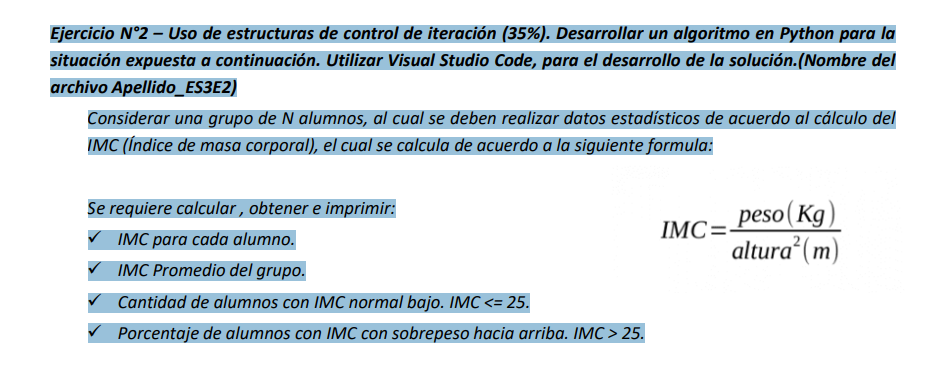 Ejercicio N°2 – Uso de estructuras de control de iteración (35%). Desarrollar un algoritmo en Python para la
situación expuesta a continuación. Utilizar Visual Studio Code, para el desarrollo de la solución.(Nombre del
archivo Apellido_ES3E2)
Considerar una grupo de N alumnos, al cual se deben realizar datos estadísticos de acuerdo al cálculo del
IMC (Índice de masa corporal), el cual se calcula de acuerdo a la siguiente formula:
Se requiere calcular , obtener e imprimir:
✓ IMC para cada alumno.
✓ IMC Promedio del grupo.
✓ Cantidad de alumnos con IMC normal bajo. IMC <= 25.
✓ Porcentaje de alumnos con IMC con sobrepeso hacia arriba. IMC > 25.
IMC = peso(Kg) / altura²(m)